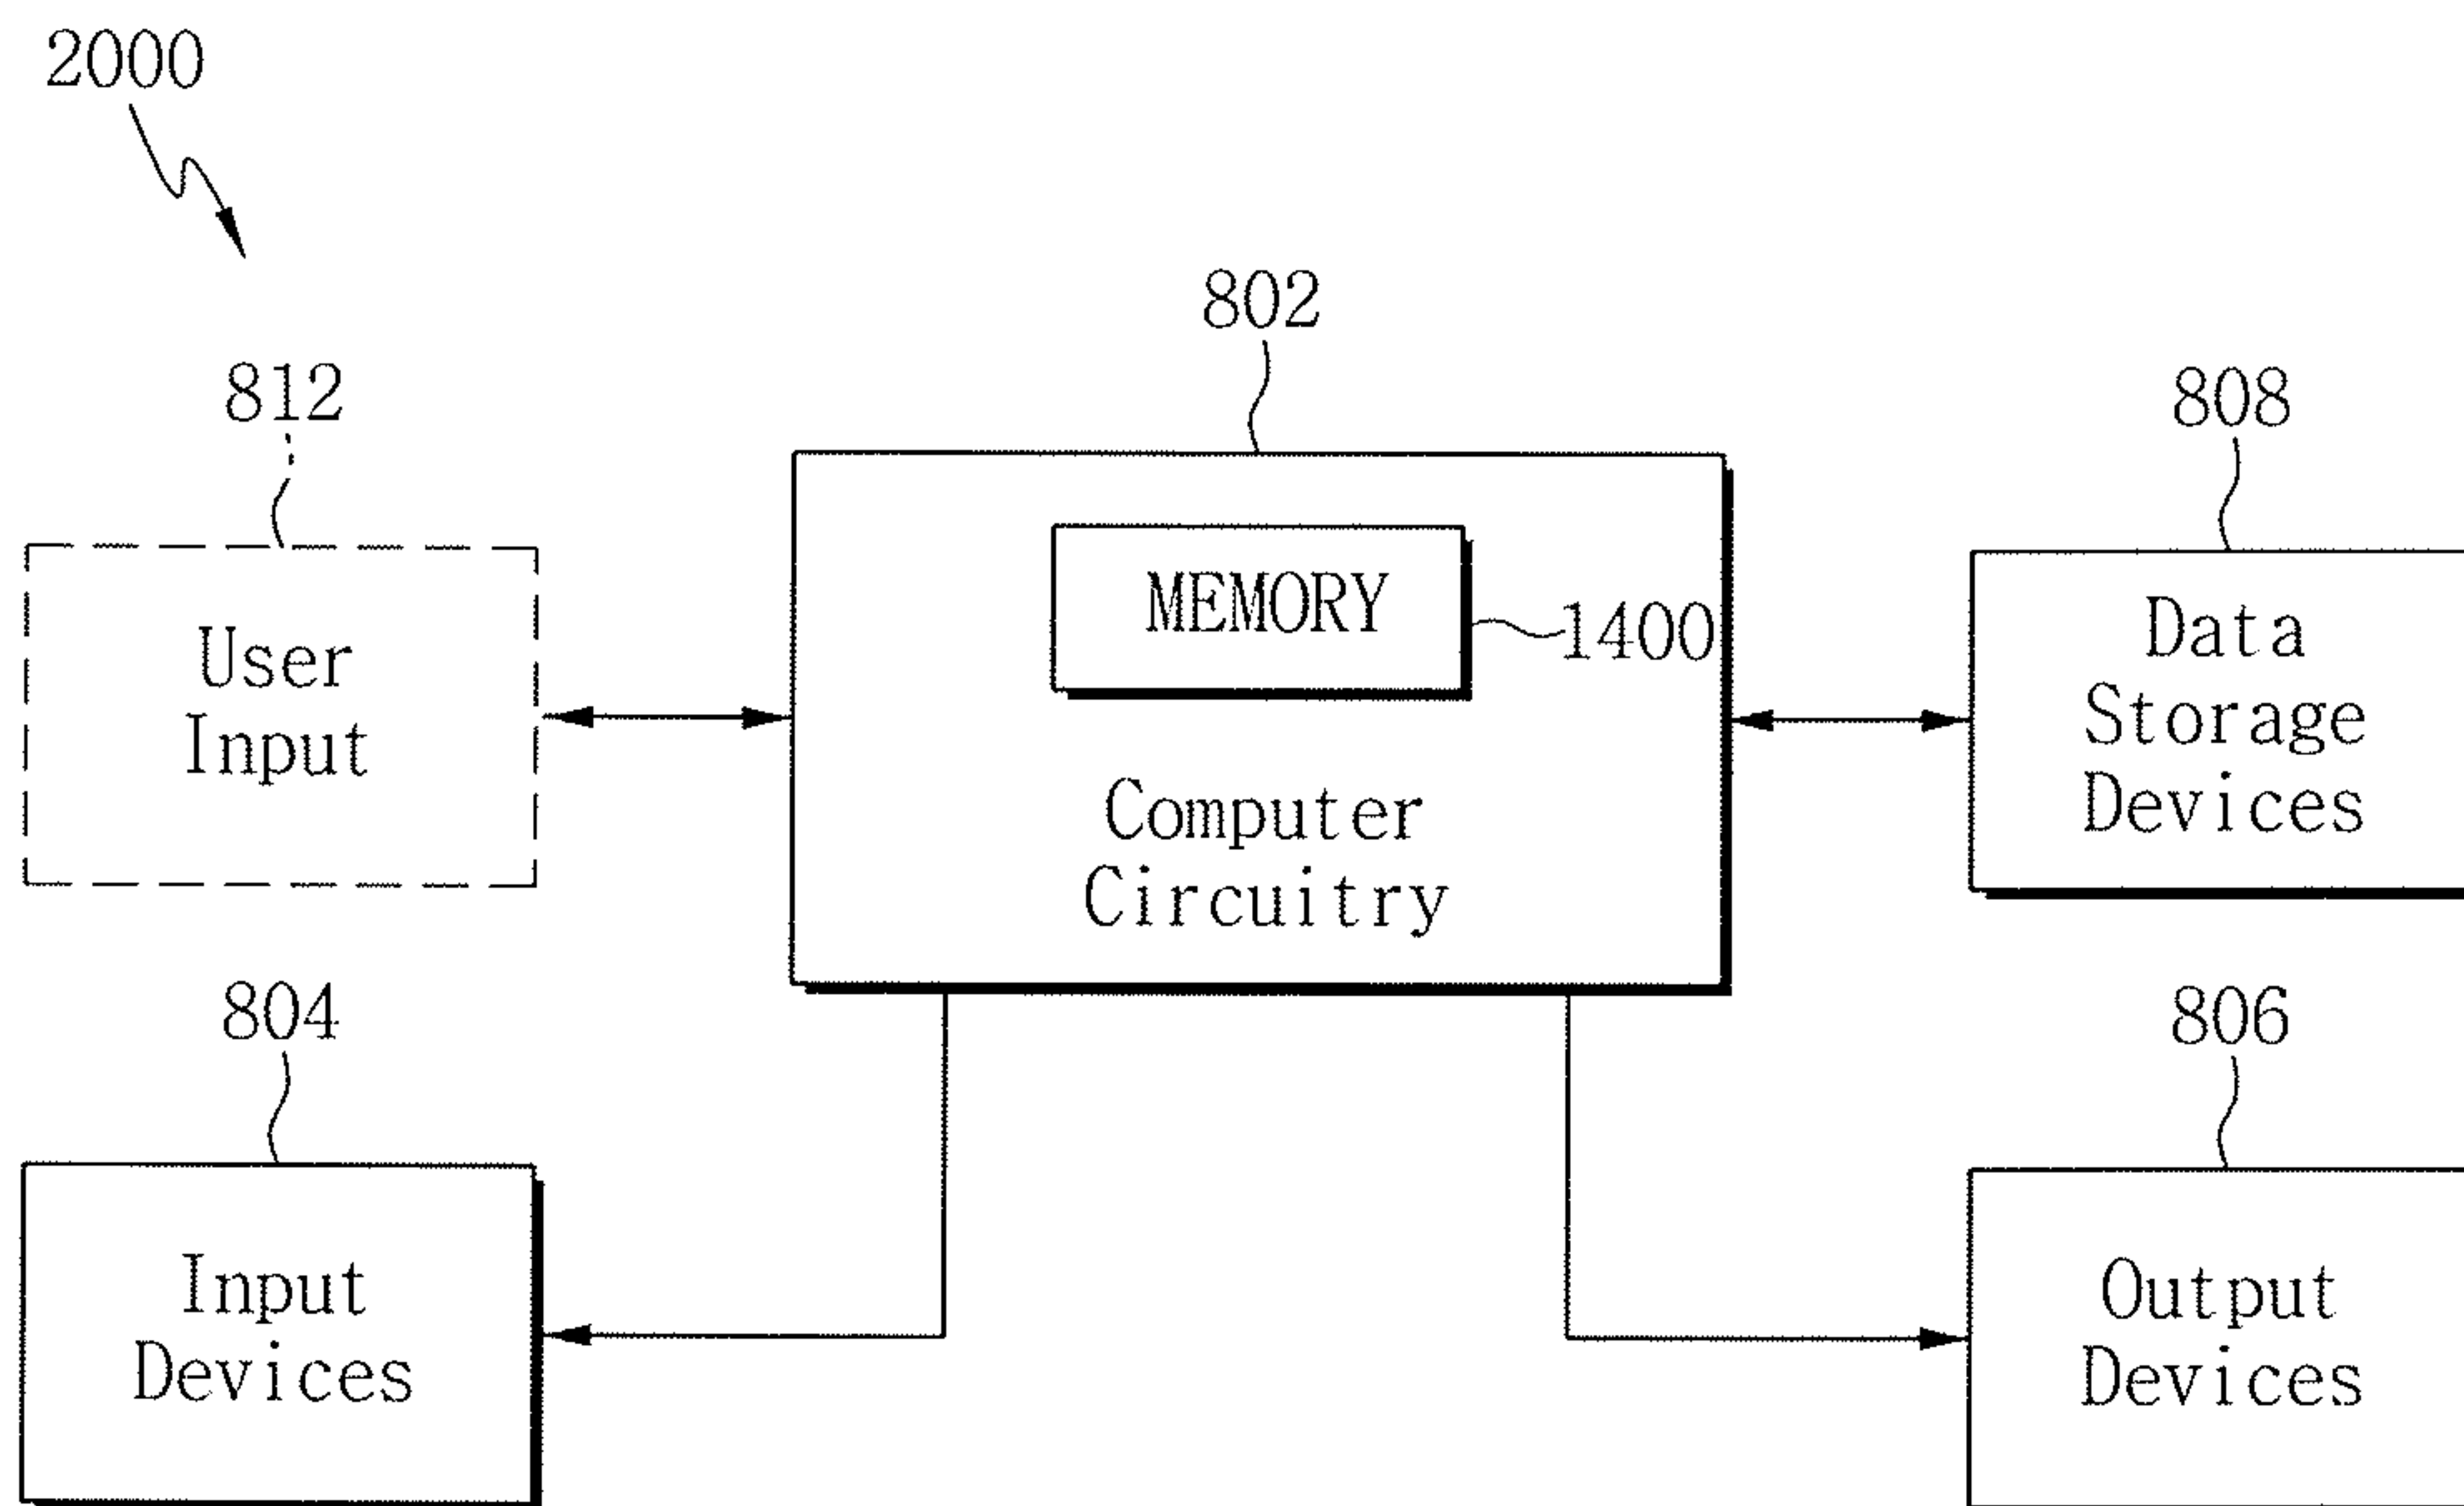 2000
802
812
808
MEMORY
1400
User
Input
Data
Storage
Devices
Computer
Circuitry
804
806
Input
Devices
Output
Devices